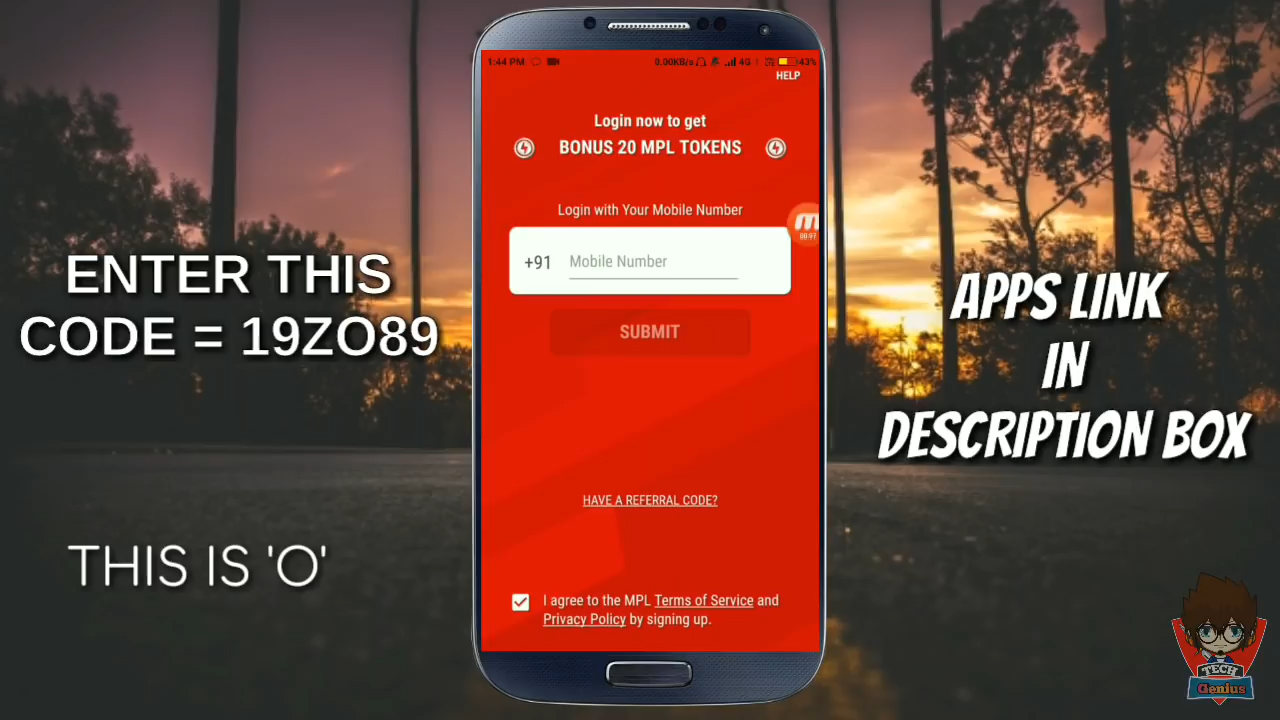 1:44 PM
0.00KB/s
4G
43%
HELP
Login now to get
BONUS 20 MPL TOKENS
Login with Your Mobile Number
+91 Mobile Number
SUBMIT
HAVE A REFERRAL CODE?
I agree to the MPL Terms of Service and
Privacy Policy by signing up.
ENTER THIS
CODE = 19ZO89
THIS IS 'O'
APPS LINK
IN
DESCRIPTION BOX
TECH
Genius